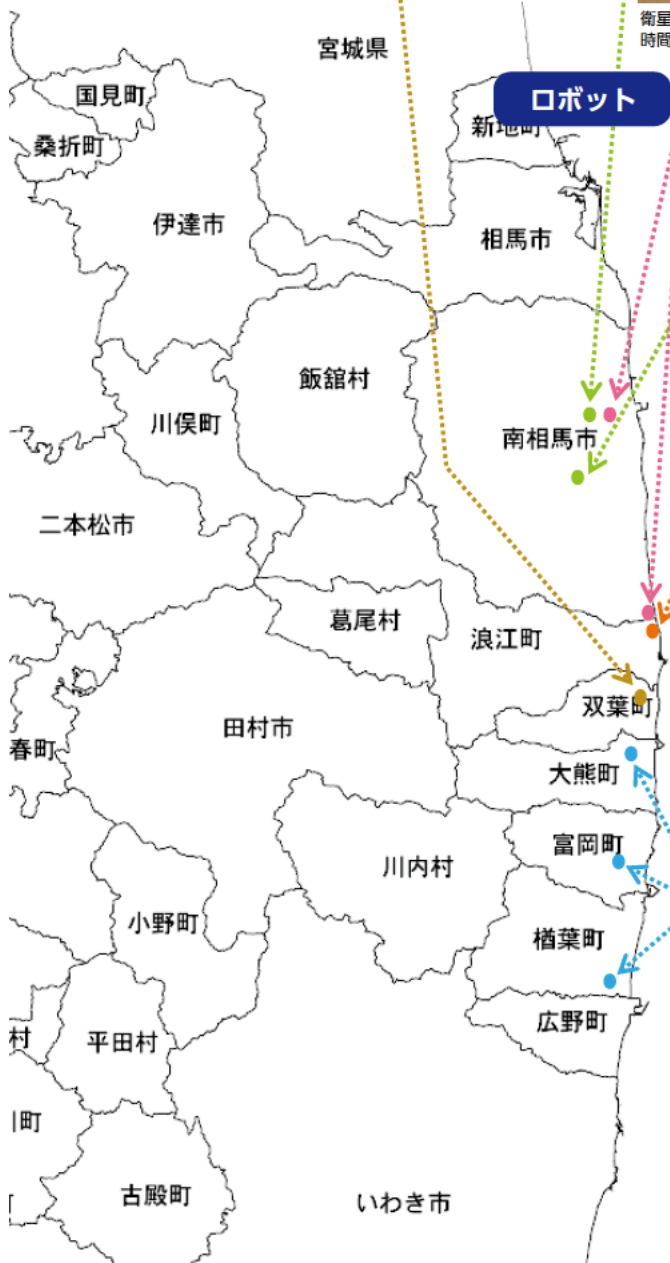 衛星
時間
宮城県
国見町
ロボット
新地町
桑折町
伊達市
相馬市
飯舘村
川俣町
南相馬市
二本松市
葛尾村
浪江町
双葉町
田村市
春町
大熊町
富岡町
川内村
小野町
楢葉町
広野町
村
平田村
町
古殿町
いわき市